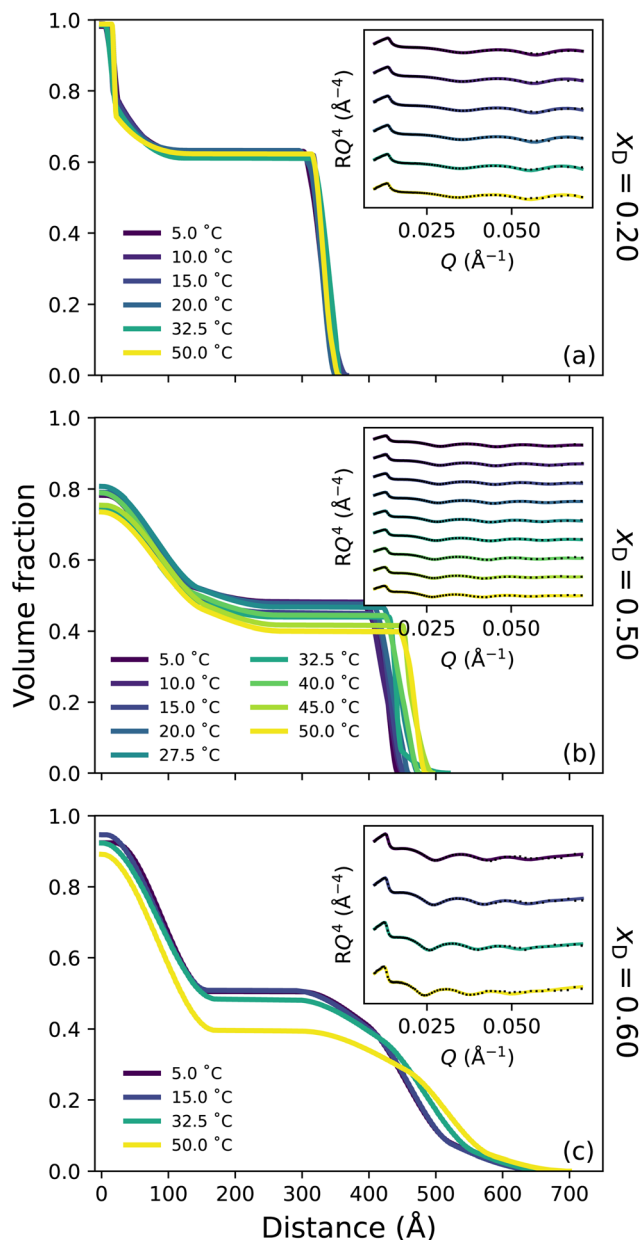 1.0
0.8
0.6
0.4
0.2
0.0
RQ⁴ (Å⁻⁴)
0.025 0.050
Q (Å⁻¹)
5.0 ˚C
10.0 ˚C
15.0 ˚C
20.0 ˚C
32.5 ˚C
50.0 ˚C
(a)
x_D = 0.20
Volume fraction
1.0
0.8
0.6
0.4
0.2
0.0
RQ⁴ (Å⁻⁴)
0.025 0.050
Q (Å⁻¹)
5.0 ˚C
10.0 ˚C
15.0 ˚C
20.0 ˚C
27.5 ˚C
32.5 ˚C
40.0 ˚C
45.0 ˚C
50.0 ˚C
(b)
x_D = 0.50
1.0
0.8
0.6
0.4
0.2
0.0
RQ⁴ (Å⁻⁴)
0.025 0.050
Q (Å⁻¹)
5.0 ˚C
15.0 ˚C
32.5 ˚C
50.0 ˚C
(c)
x_D = 0.60
0 100 200 300 400 500 600 700
Distance (Å)